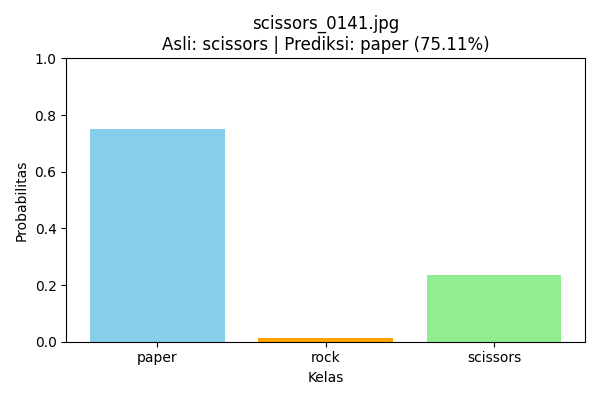 scissors_0141.jpg
Asli: scissors | Prediksi: paper (75.11%)
1.0
0.8
0.6
0.4
0.2
0.0
Probabilitas
paper rock scissors
Kelas